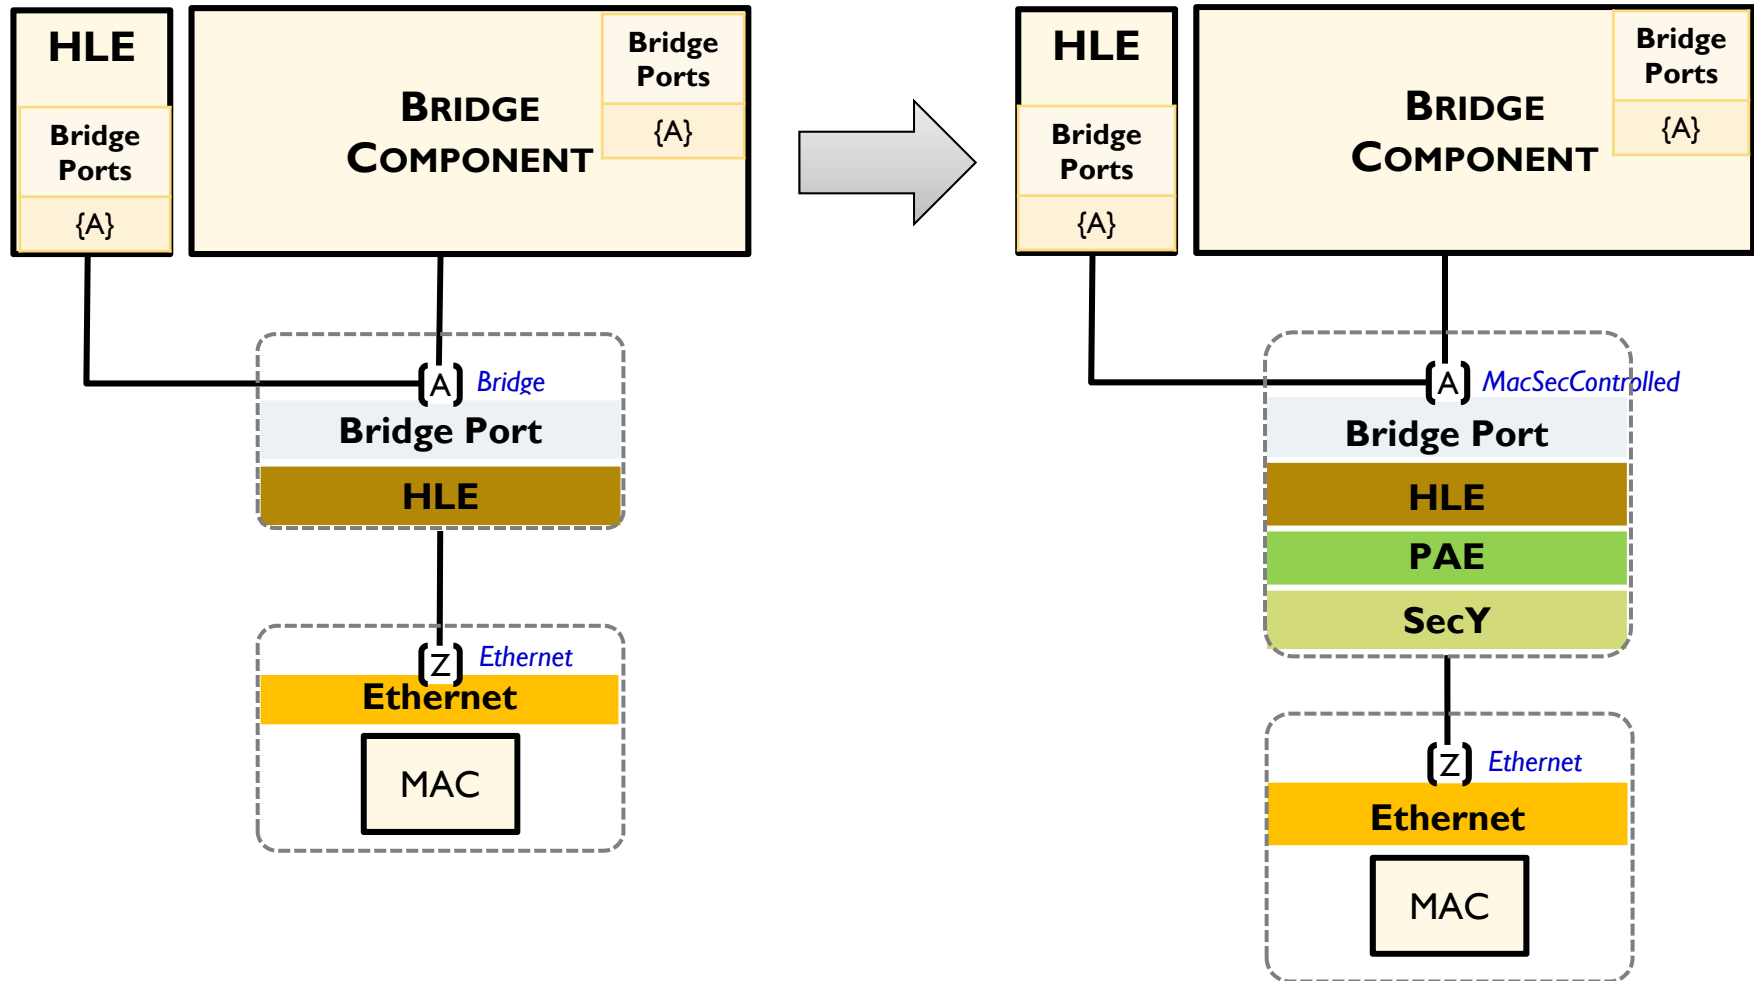 HLE
Bridge
Ports
{A}
BRIDGE
COMPONENT
Bridge
Ports
{A}
[A] Bridge
Bridge Port
HLE
[Z] Ethernet
Ethernet
MAC
HLE
Bridge
Ports
{A}
BRIDGE
COMPONENT
Bridge
Ports
{A}
[A] MacSecControlled
Bridge Port
HLE
PAE
SecY
[Z] Ethernet
Ethernet
MAC